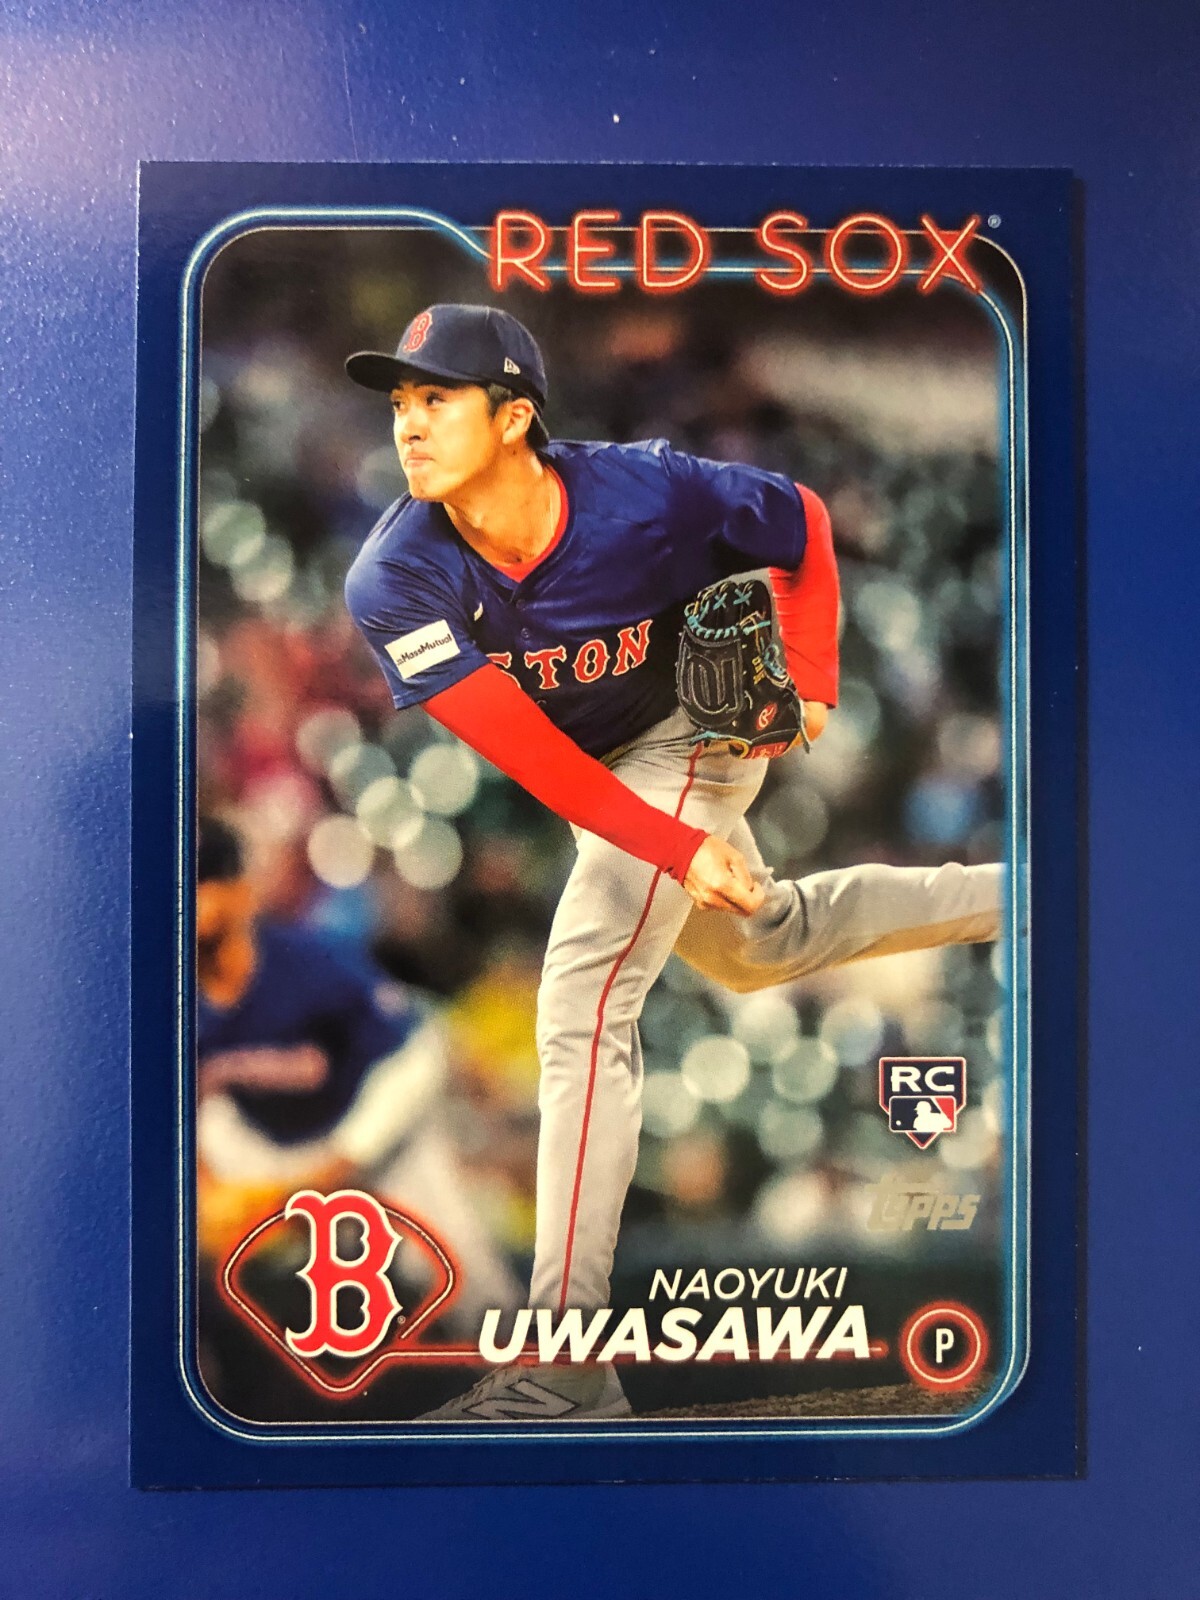 RED SOX®
B
MassMutual
STON
RC
topps
B®
NAOYUKI
UWASAWA
P
N